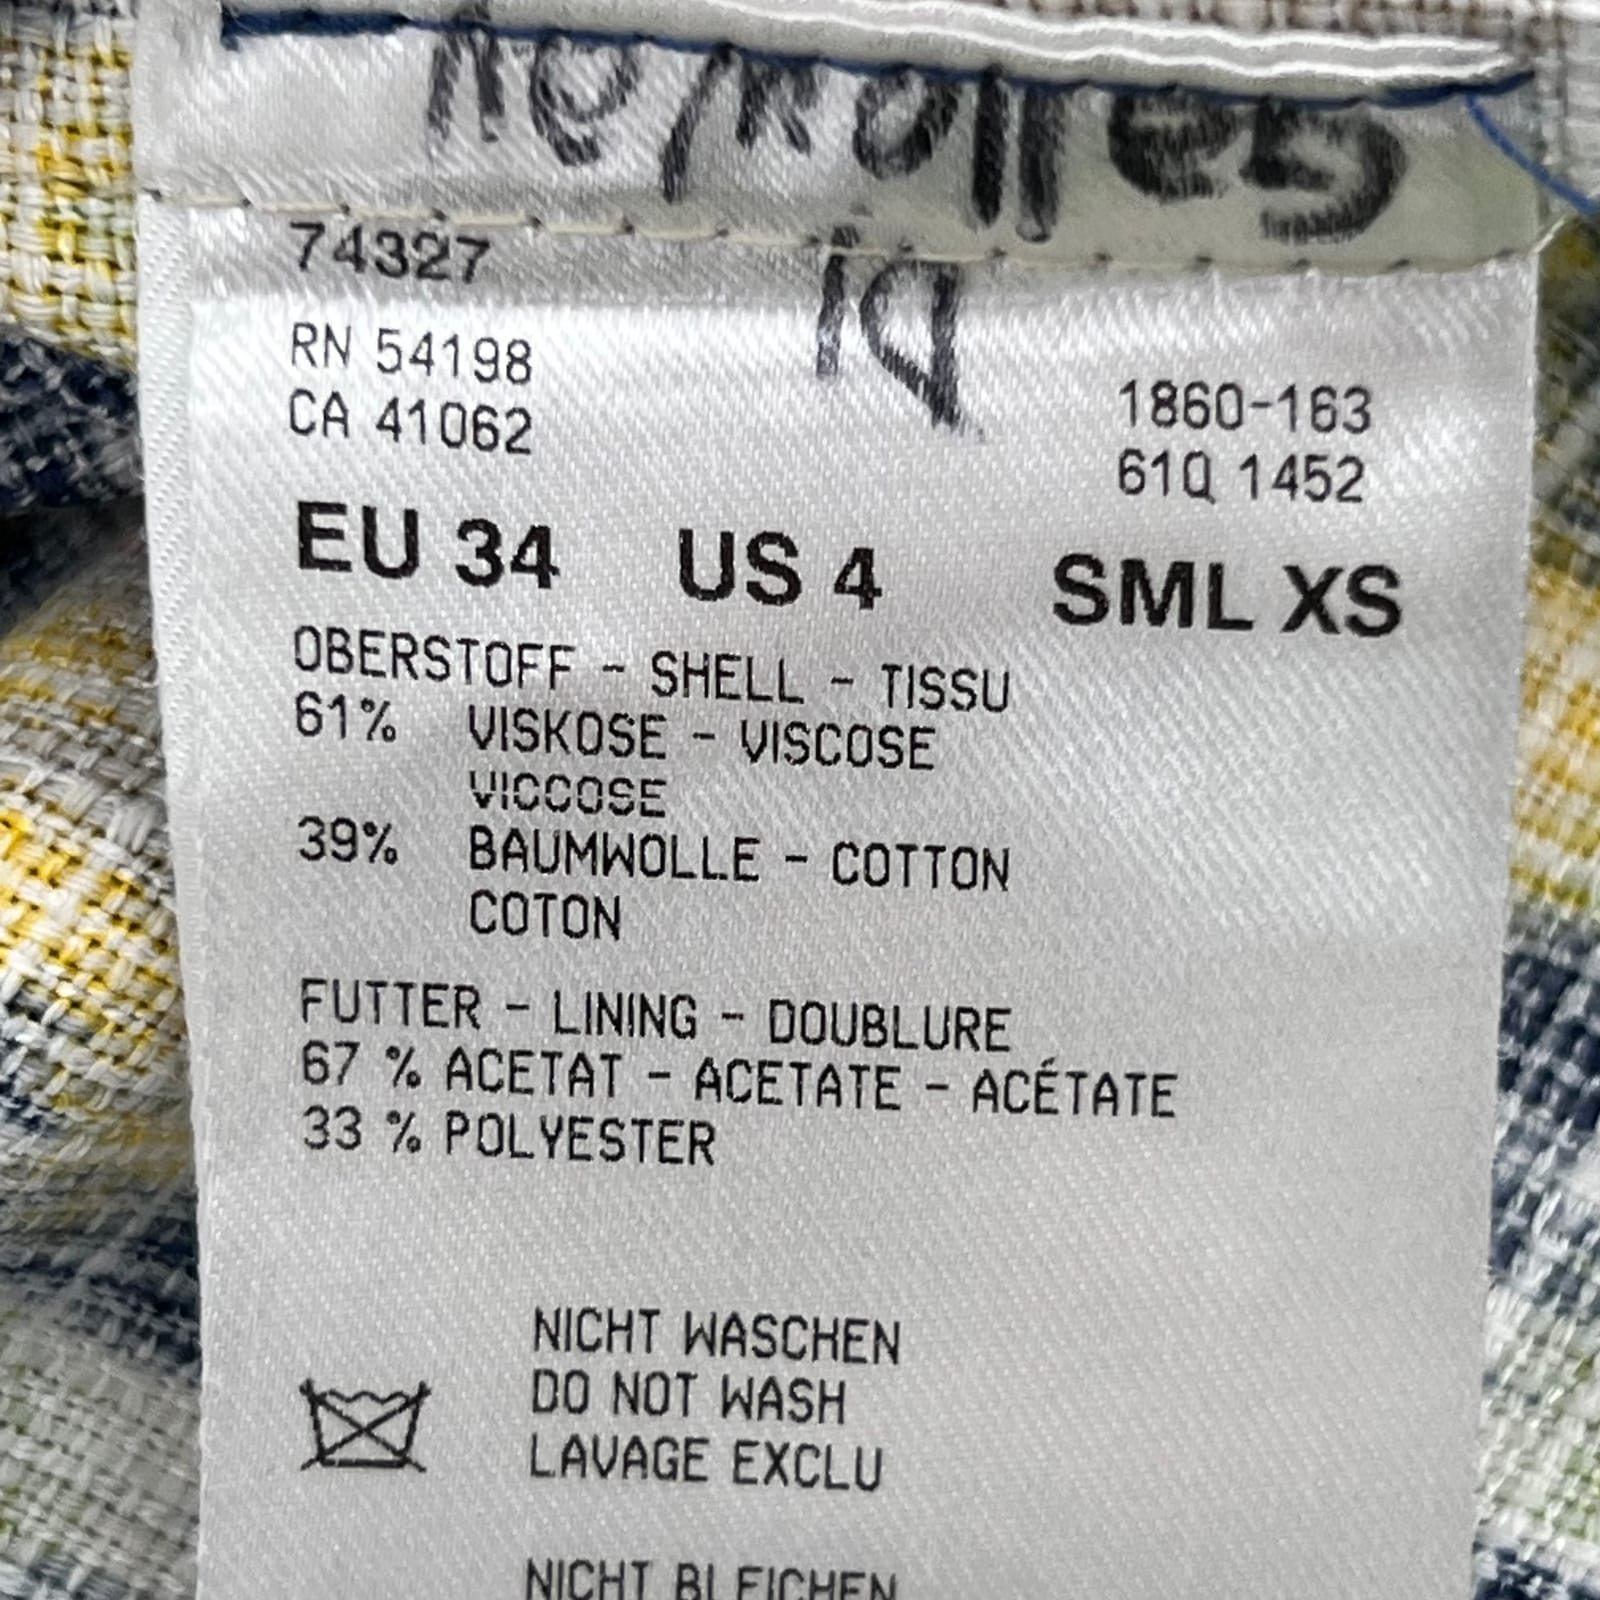 74327
RN 54198
CA 41062
1860-163
61Q 1452
EU 34 US 4 SML XS
OBERSTOFF - SHELL - TISSU
61% VISKOSE - VISCOSE
VICCOSE
39% BAUMWOLLE - COTTON
COTON
FUTTER - LINING - DOUBLURE
67 % ACETAT - ACETATE - ACÉTATE
33 % POLYESTER
NICHT WASCHEN
DO NOT WASH
LAVAGE EXCLU
NICHT BLEICHEN